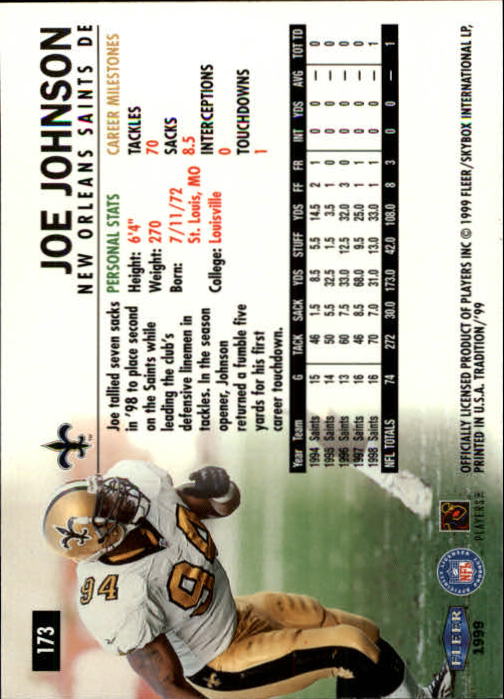 173
94
94
TM
JOE JOHNSON
NEW ORLEANS SAINTS DE
Joe tallied seven sacks
in '98 to place second
on the Saints while
leading the club's
defensive linemen in
tackles. In the season
opener, Johnson
returned a fumble five
yards for his first
career touchdown.
PERSONAL STATS
Height: 6'4"
Weight: 270
Born:
7/11/72
St. Louis, MO
College: Louisville
CAREER MILESTONES
TACKLES
70
SACKS
8.5
INTERCEPTIONS
0
TOUCHDOWNS
1
Year Team G TACK SACK YDS STUFF YDS FF FR INT YDS AVG TOT TD
1994 Saints 15 46 1.5 8.5 5.5 14.5 2 1 0 0 — 0
1995 Saints 14 50 5.5 32.5 5.5 3.5 1 0 0 0 — 0
1996 Saints 13 60 7.5 33.0 12.5 32.0 3 1 0 0 — 0
1997 Saints 16 46 8.5 68.0 9.5 25.0 1 0 0 0 — 0
1998 Saints 16 70 7.0 31.0 13.0 33.0 1 1 0 0 — 1
NFL TOTALS 74 272 30.0 173.0 42.0 108.0 8 3 0 0 — 1
OFFICIALLY LICENSED PRODUCT OF PLAYERS INC © 1999 FLEER/SKYBOX INTERNATIONAL LP,
PRINTED IN U.S.A. TRADITION/'99
FLEER
1999
NFL
PLAYERS INC